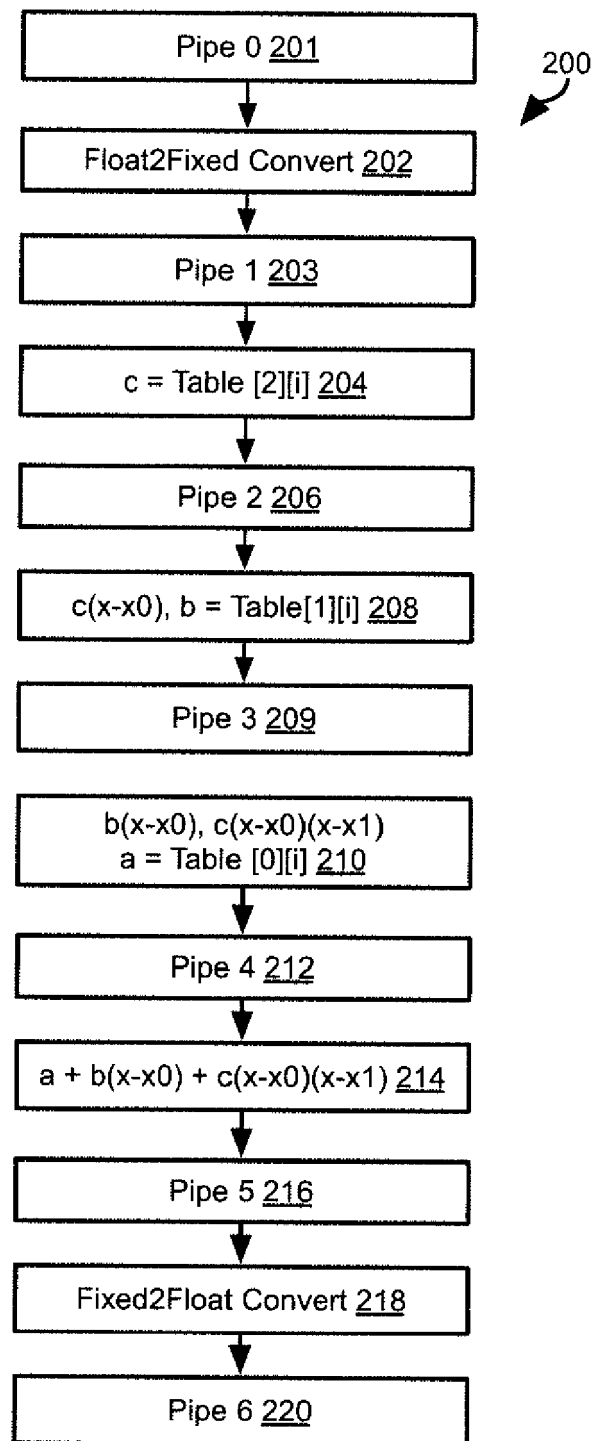 Pipe 0 201
200
Float2Fixed Convert 202
Pipe 1 203
c = Table [2][i] 204
Pipe 2 206
c(x-x0), b = Table[1][i] 208
Pipe 3 209
b(x-x0), c(x-x0)(x-x1)
a = Table [0][i] 210
Pipe 4 212
a + b(x-x0) + c(x-x0)(x-x1) 214
Pipe 5 216
Fixed2Float Convert 218
Pipe 6 220